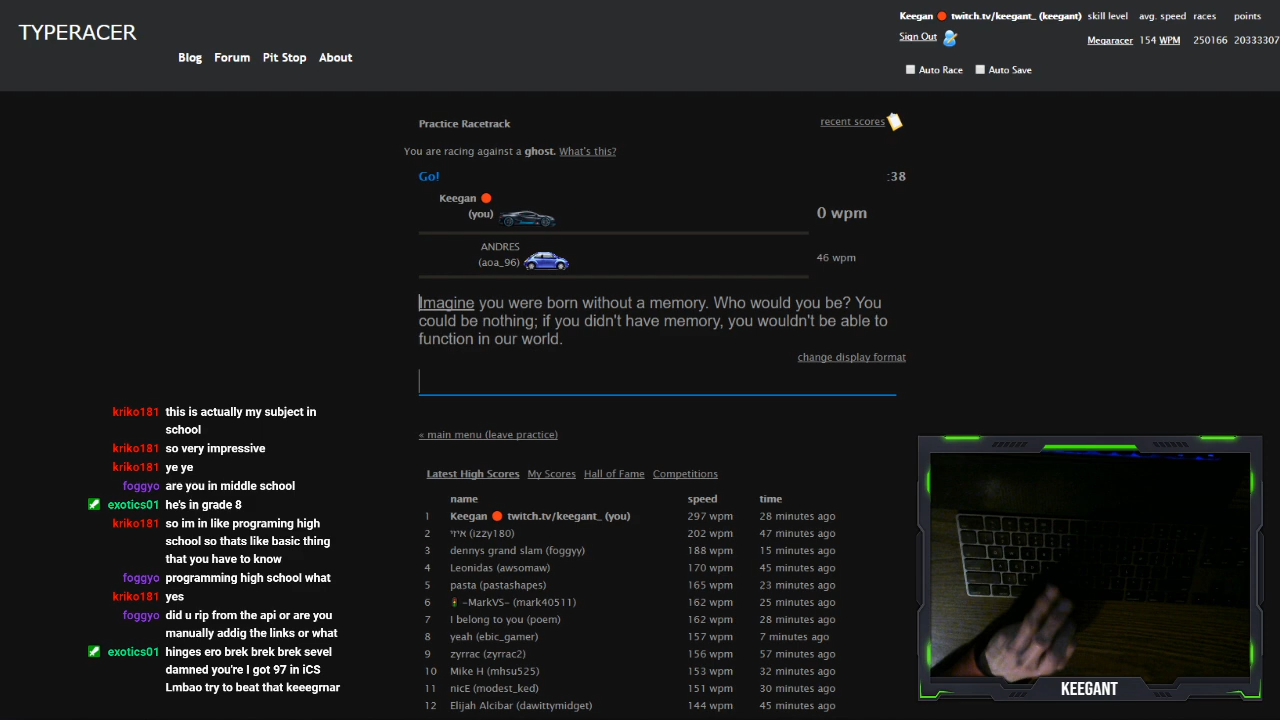 TYPERACER
Blog Forum Pit Stop About
Keegan twitch.tv/keegant_ (keegant) skill level avg. speed races points
Sign Out Megaracer 154 WPM 250166 20333307
Auto Race Auto Save
Practice Racetrack recent scores
You are racing against a ghost. What's this?
Go! :38
Keegan
(you) 0 wpm
ANDRES
(aoa_96) 46 wpm
Imagine you were born without a memory. Who would you be? You
could be nothing; if you didn't have memory, you wouldn't be able to
function in our world.
change display format
« main menu (leave practice)
Latest High Scores My Scores Hall of Fame Competitions
name speed time
1 Keegan twitch.tv/keegant_ (you) 297 wpm 28 minutes ago
2 איזי (izzy180) 202 wpm 47 minutes ago
3 dennys grand slam (foggyy) 188 wpm 15 minutes ago
4 Leonidas (awsomaw) 170 wpm 45 minutes ago
5 pasta (pastashapes) 165 wpm 23 minutes ago
6 ~MarkVS~ (mark40511) 162 wpm 25 minutes ago
7 I belong to you (poem) 162 wpm 28 minutes ago
8 yeah (ebic_gamer) 157 wpm 7 minutes ago
9 zyrrac (zyrrac2) 156 wpm 57 minutes ago
10 Mike H (mhsu525) 153 wpm 32 minutes ago
11 nicE (modest_ked) 151 wpm 30 minutes ago
12 Elijah Alcibar (dawittymidget) 144 wpm 45 minutes ago
kriko181 this is actually my subject in
school
kriko181 so very impressive
kriko181 ye ye
foggyo are you in middle school
exotics01 he's in grade 8
kriko181 so im in like programing high
school so thats like basic thing
that you have to know
foggyo programming high school what
kriko181 yes
foggyo did u rip from the api or are you
manually addig the links or what
exotics01 hinges ero brek brek brek sevel
damned you're I got 97 in iCS
Lmbao try to beat that keeegmar
KEEGANT